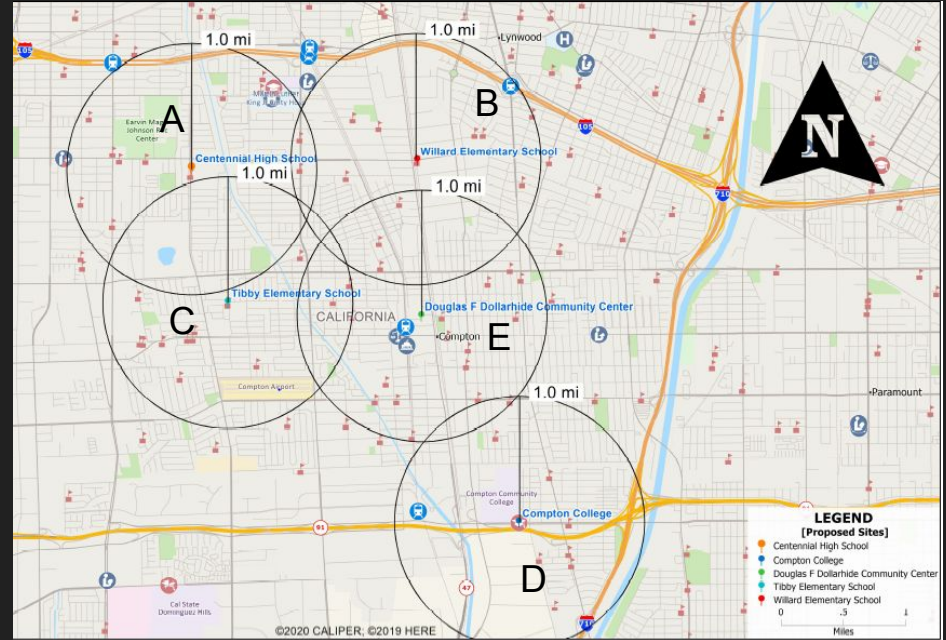 1.0 mi
1.0 mi
Lynwood
105
A
B
Johnson Rec
Center
105
N
Centennial High School
Willard Elementary School
1.0 mi
1.0 mi
710
Tibby Elementary School
Douglas F Dollarhide Community Center
C
CALIFORNIA
E
Compton
Compton Airport
1.0 mi
Paramount
Compton Community
College
Compton College
91
LEGEND
[Proposed Sites]
Centennial High School
Compton College
Douglas F Dollarhide Community Center
Tibby Elementary School
Willard Elementary School
0 .5 1
Miles
D
47
Cal State
Dominguez Hills
710
©2020 CALIPER; ©2019 HERE